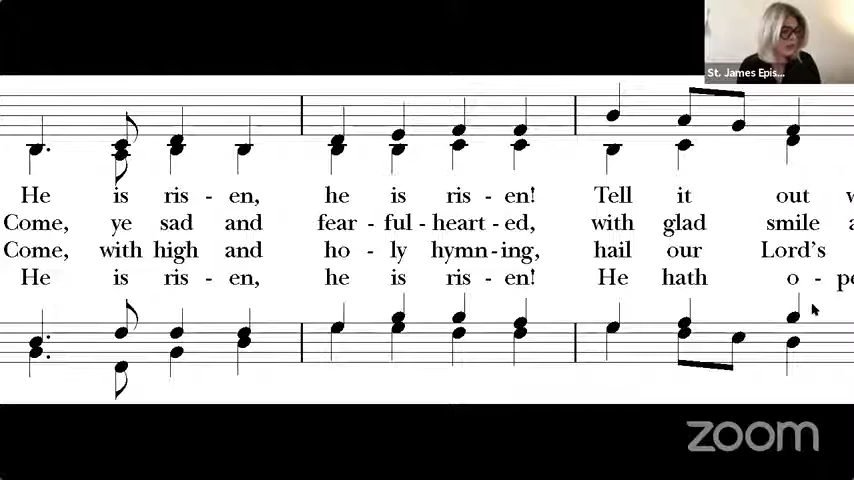 St. James Epis...
He is ris - en, he is ris - en! Tell it out
Come, ye sad and fear - ful - heart - ed, with glad smile a
Come, with high and ho - ly hymn - ing, hail our Lord's
He is ris - en, he is ris - en! He hath o - pe
zoom